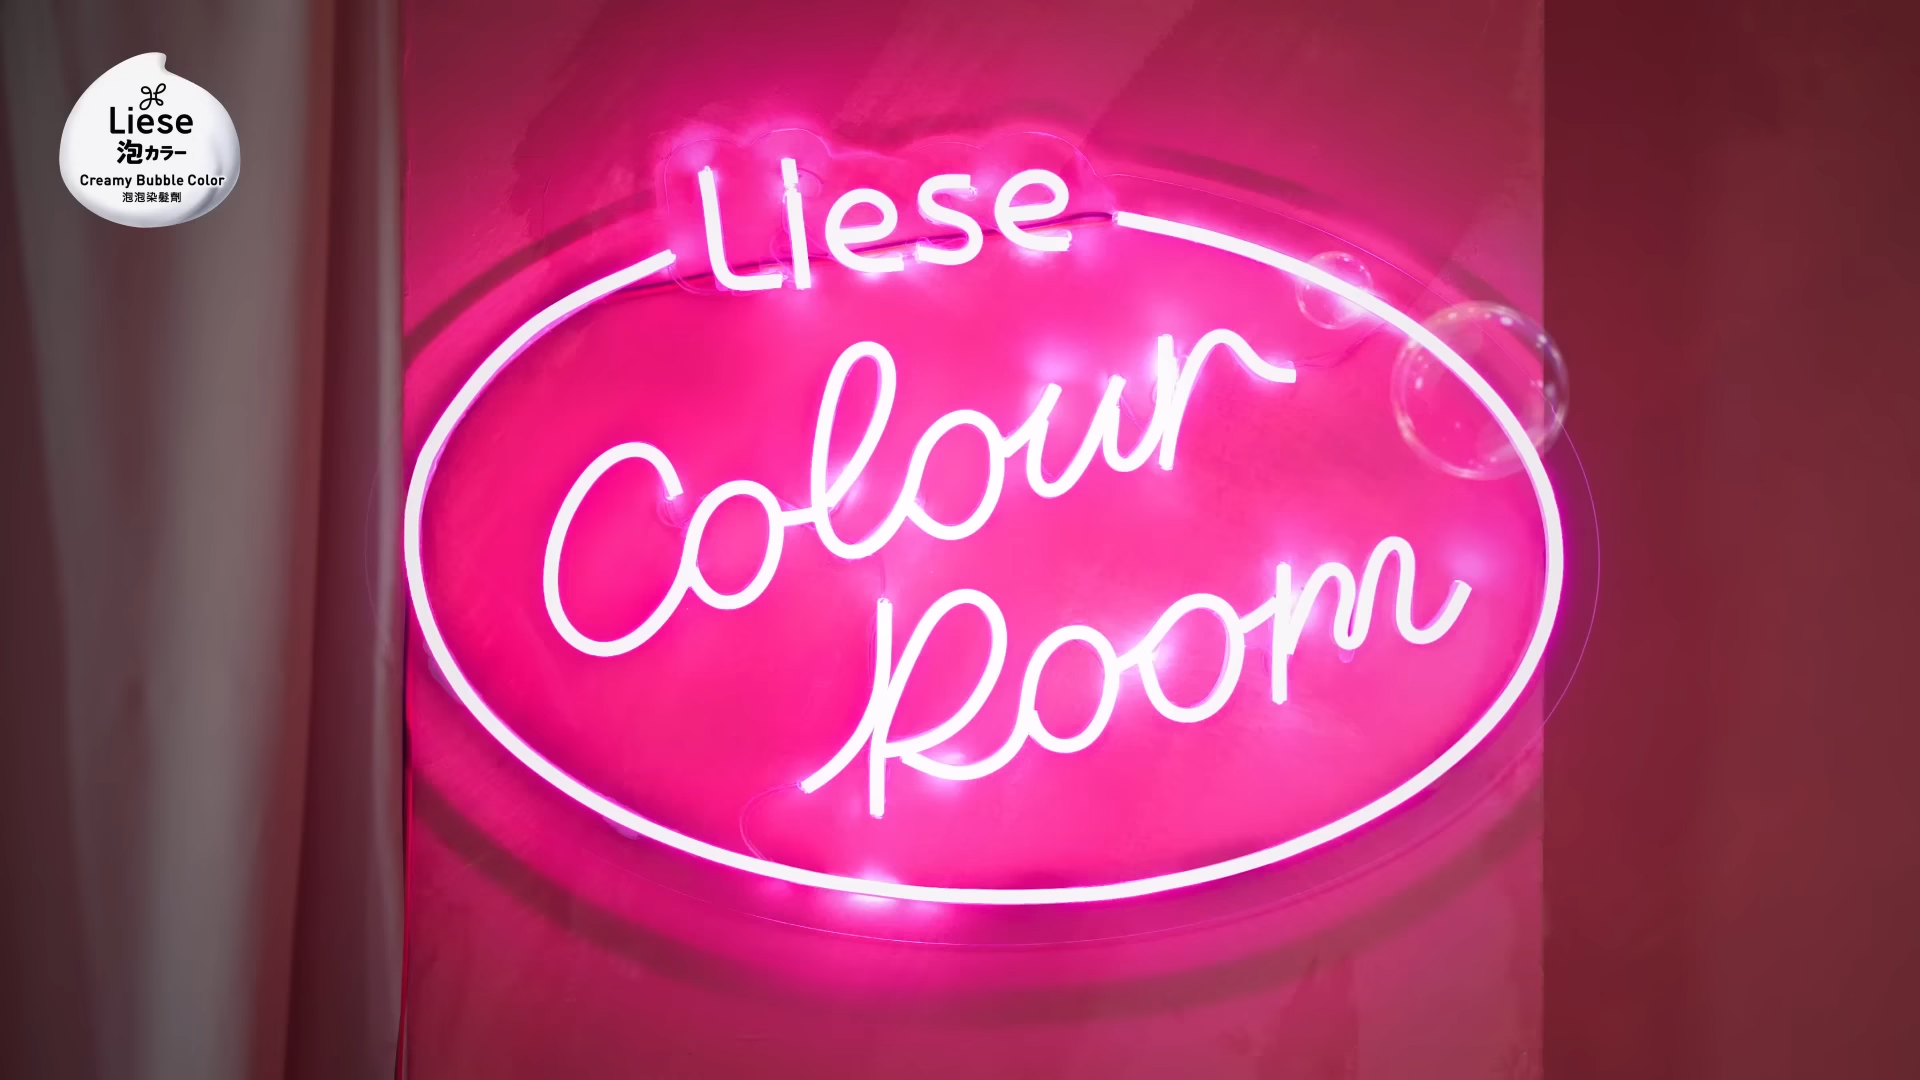 Liese
泡カラー
Creamy Bubble Color
泡泡染髮劑
Liese
Colour
Room